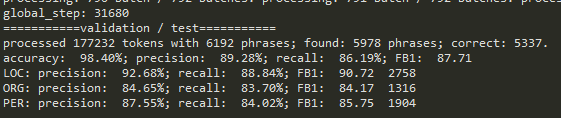 processing: 790 batch / 792 batches. processing: 791 batch / 792 batches. proces
global_step: 31680
===========validation / test===========
processed 177232 tokens with 6192 phrases; found: 5978 phrases; correct: 5337.
accuracy:  98.40%; precision:  89.28%; recall:  86.19%; FB1:  87.71
LOC: precision:  92.68%; recall:  88.84%; FB1:  90.72  2758
ORG: precision:  84.65%; recall:  83.70%; FB1:  84.17  1316
PER: precision:  87.55%; recall:  84.02%; FB1:  85.75  1904